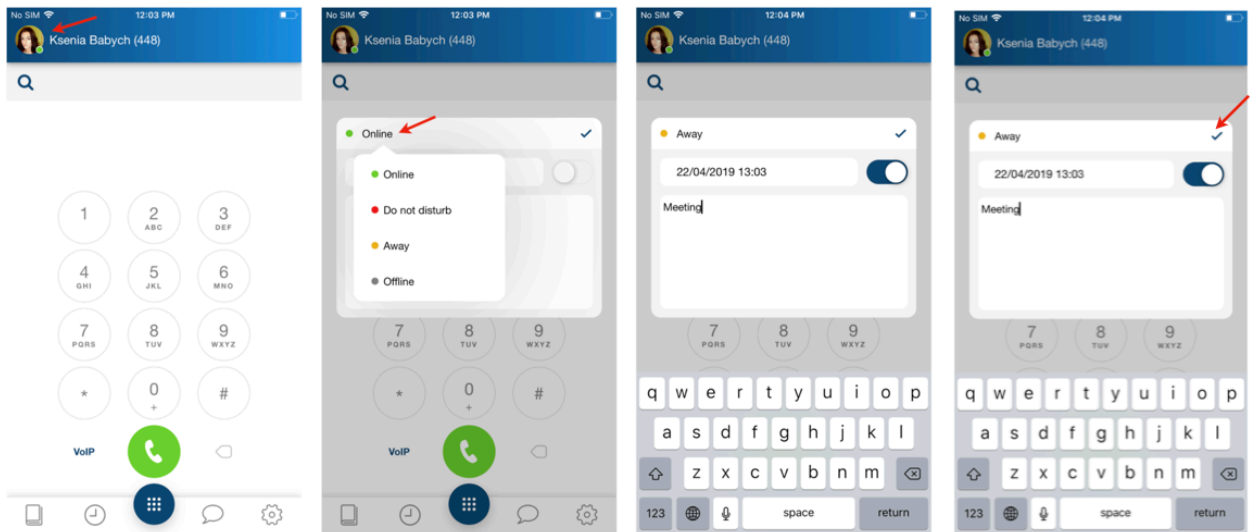 No SIM 12:03 PM
Ksenia Babych (448)
1 2 3
ABC DEF
4 5 6
GHI JKL MNO
7 8 9
PQRS TUV WXYZ
* 0 #
+
VoIP
No SIM 12:03 PM
Ksenia Babych (448)
Online
Online
Do not disturb
Away
Offline
7 8 9
PQRS TUV WXYZ
* 0 #
+
VoIP
No SIM 12:04 PM
Ksenia Babych (448)
Away
22/04/2019 13:03
Meeting
7 8 9
PQRS TUV WXYZ
q w e r t y u i o p
a s d f g h j k l
z x c v b n m
123 space return
No SIM 12:04 PM
Ksenia Babych (448)
Away
22/04/2019 13:03
Meeting
7 8 9
PQRS TUV WXYZ
q w e r t y u i o p
a s d f g h j k l
z x c v b n m
123 space return